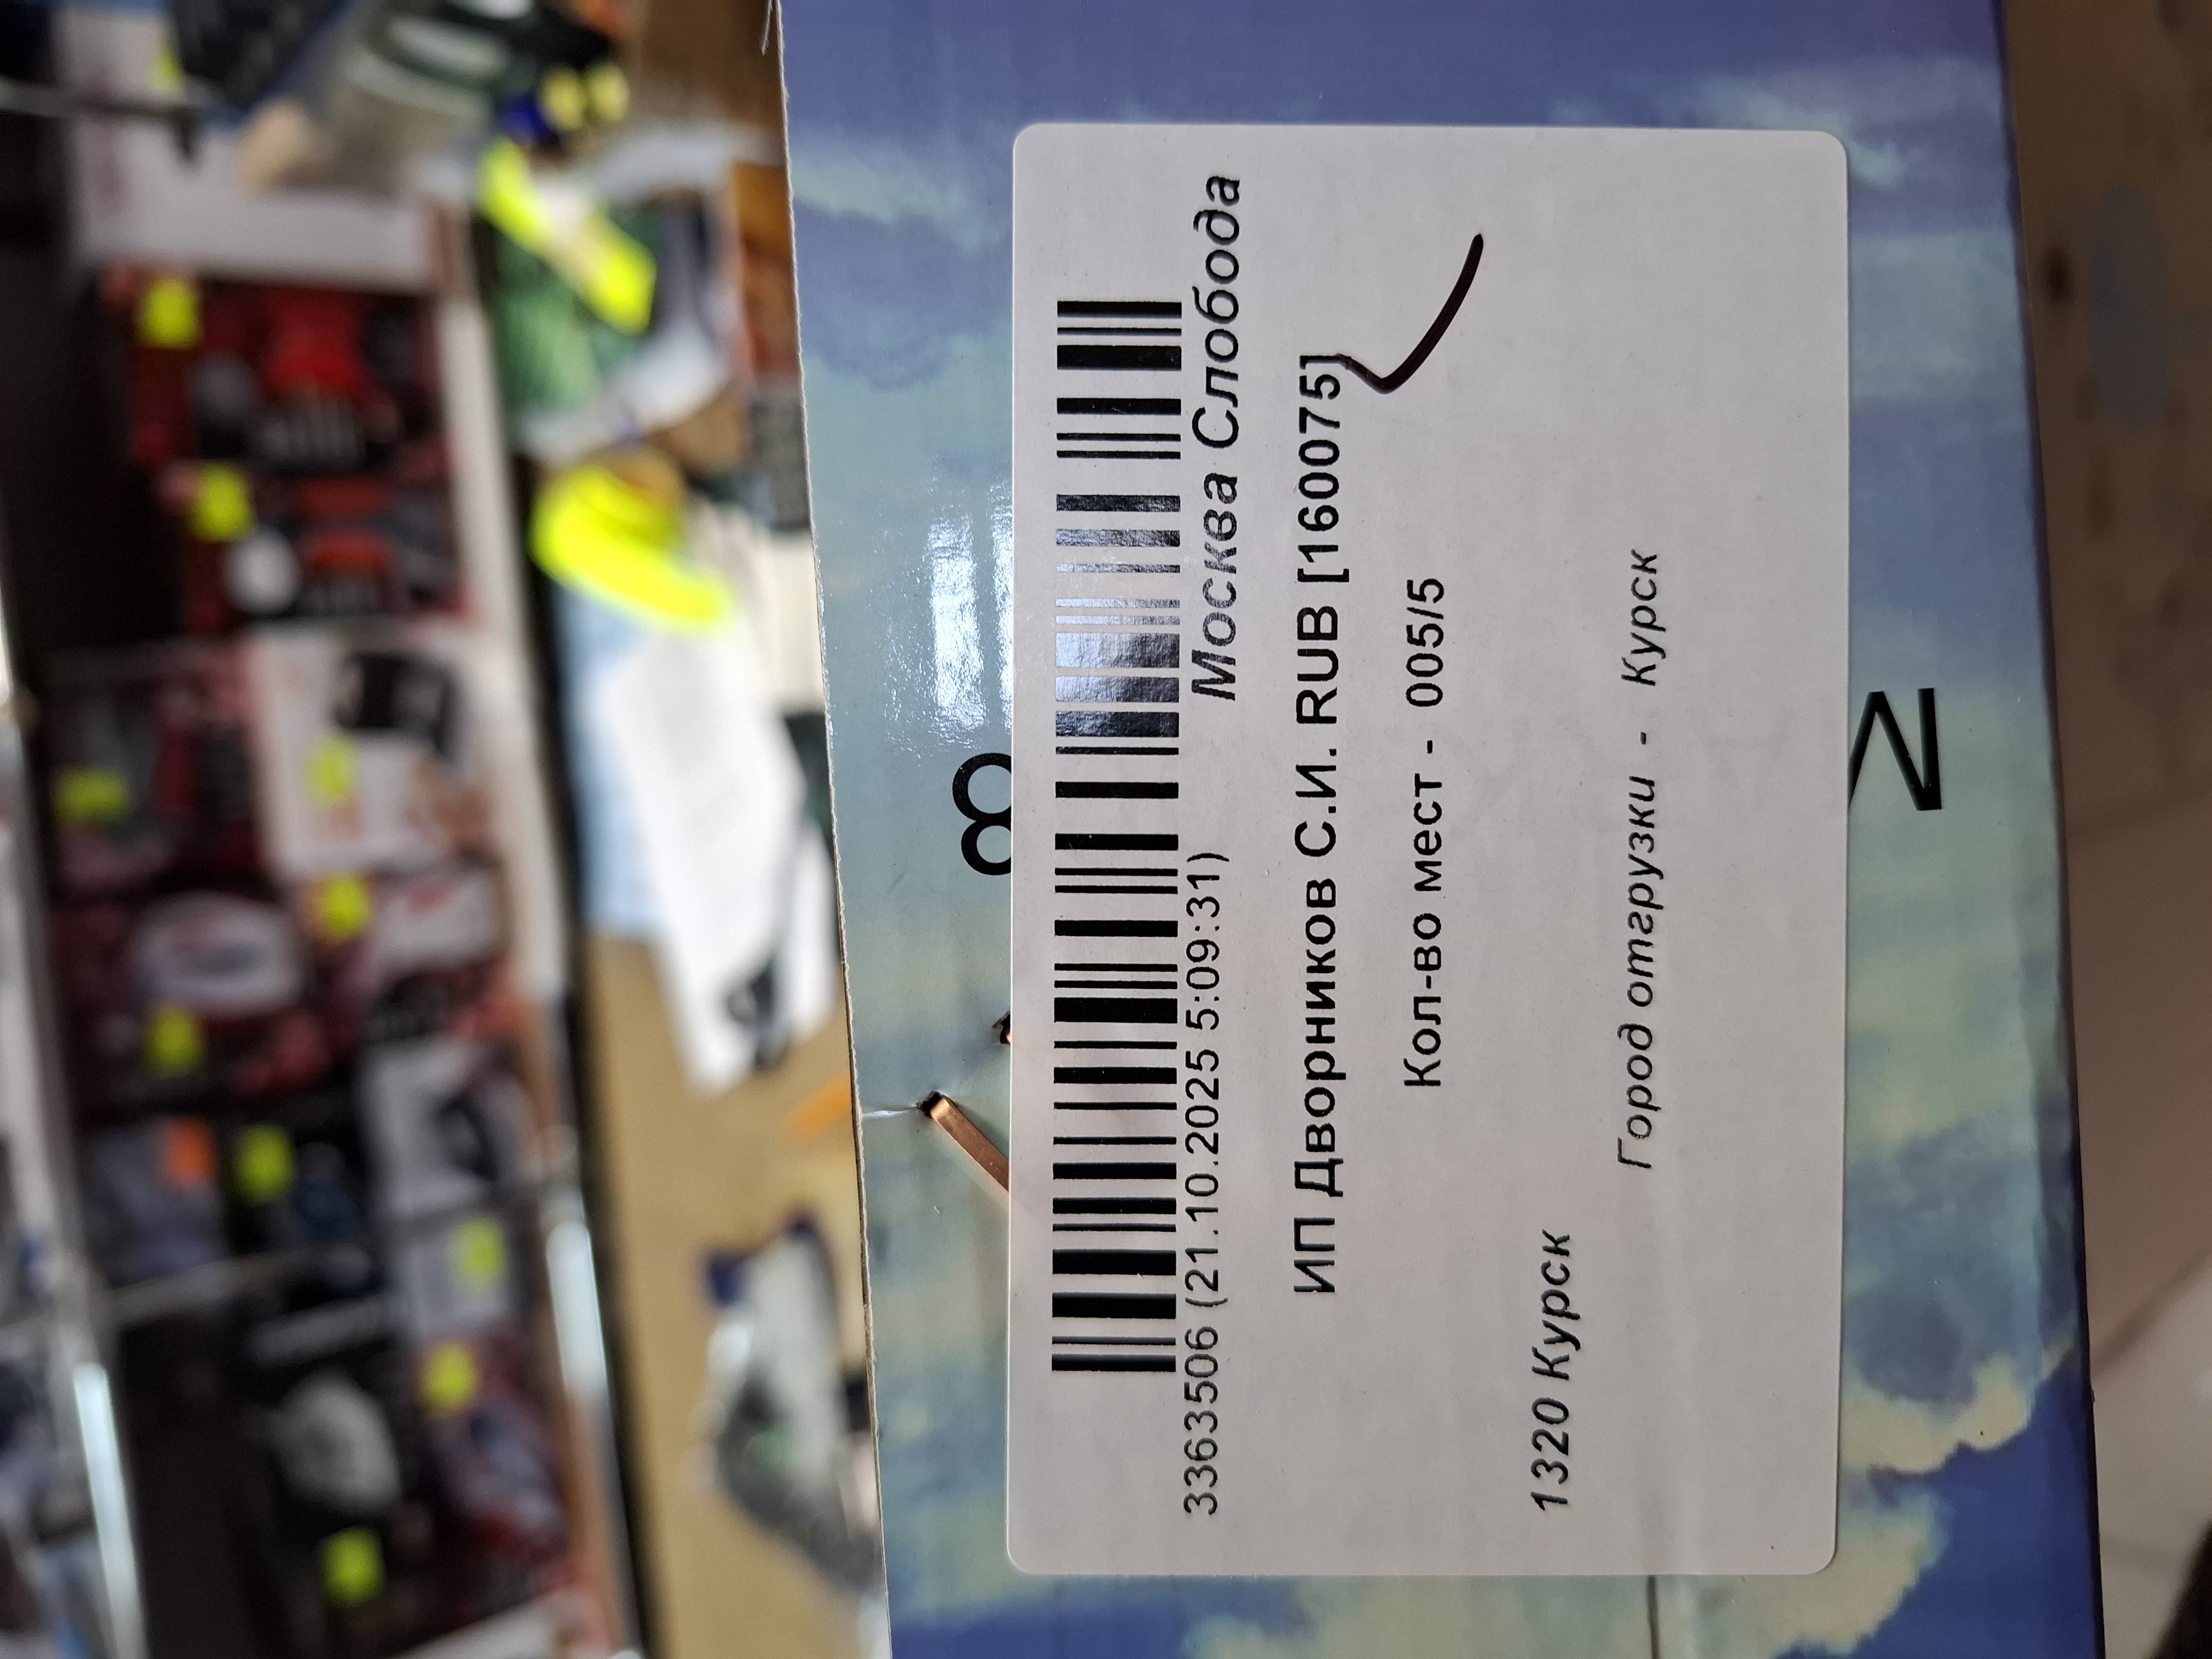 8
Москва Слобода
3363506 (21.10.2025 5:09:31)
ИП Дворников С.И. RUB [160075]
Кол-во мест - 005/5
1320 Курск
Город отгрузки - Курск